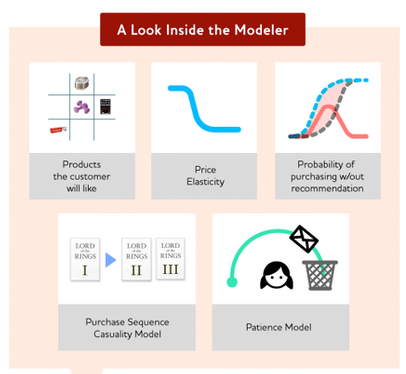 A Look Inside the Modeler
Products
the customer
will like
Price
Elasticity
Probability of
purchasing w/out
recommendation
LORD
of the
RINGS
I
LORD
of the
RINGS
II
LORD
of the
RINGS
III
Purchase Sequence
Casuality Model
Patience Model